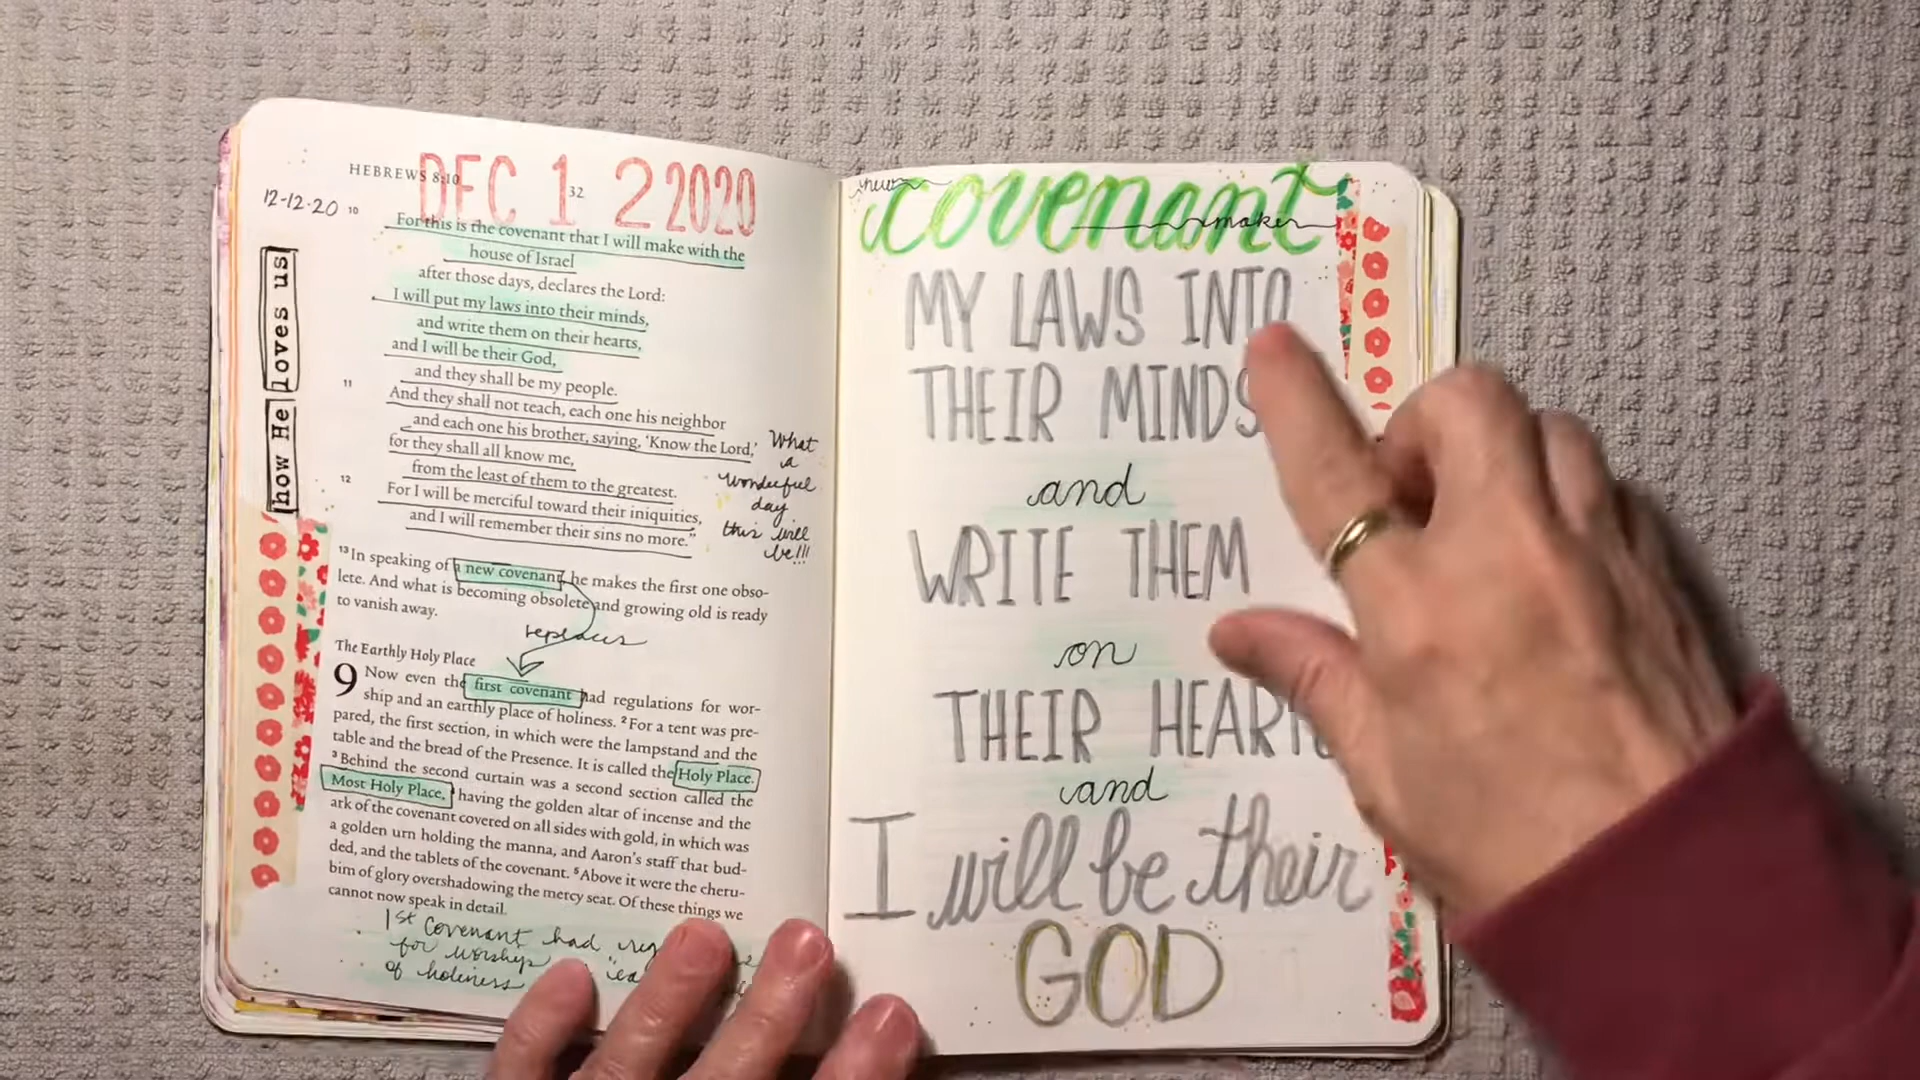 HEBREWS 8:10
32
DEC 12 2020
12-12-20
how He loves us
10 For this is the covenant that I will make with the
house of Israel
after those days, declares the Lord:
I will put my laws into their minds,
and write them on their hearts,
and I will be their God,
and they shall be my people.
11 And they shall not teach, each one his neighbor
and each one his brother, saying, ‘Know the Lord,’
for they shall all know me,
from the least of them to the greatest.
12 For I will be merciful toward their iniquities,
and I will remember their sins no more.”
What
a
wonderful
day
this will
be!!!
13 In speaking of a new covenant, he makes the first one obso-
lete. And what is becoming obsolete and growing old is ready
to vanish away.
replaces
The Earthly Holy Place
9 Now even the first covenant had regulations for wor-
ship and an earthly place of holiness. 2 For a tent was pre-
pared, the first section, in which were the lampstand and the
table and the bread of the Presence. It is called the Holy Place.
3 Behind the second curtain was a second section called the
Most Holy Place, having the golden altar of incense and the
ark of the covenant covered on all sides with gold, in which was
a golden urn holding the manna, and Aaron’s staff that bud-
ded, and the tablets of the covenant. 5 Above it were the cheru-
bim of glory overshadowing the mercy seat. Of these things we
cannot now speak in detail.
1st Covenant had
for worship
of holiness
new
covenant
maker
MY LAWS INTO
THEIR MINDS
and
WRITE THEM
on
THEIR HEARTS
and
I will be their
GOD